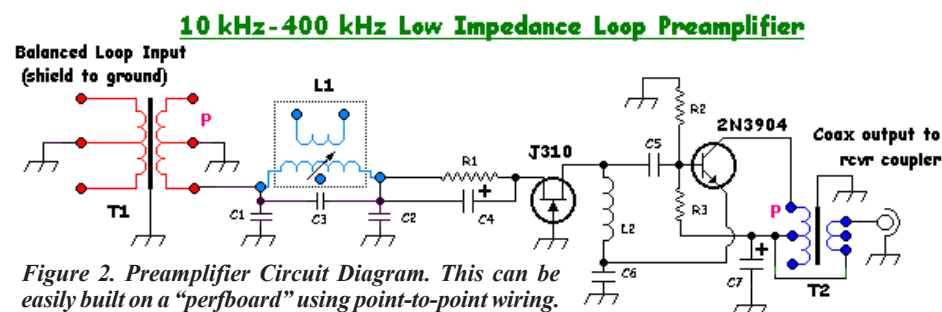 10 kHz-400 kHz Low Impedance Loop Preamplifier
Balanced Loop Input
(shield to ground)
L1
P
T1
C1
C3
C2
R1
+
C4
J310
C5
R2
2N3904
R3
L2
C6
Coax output to
rcvr coupler
P
+
C7
T2
Figure 2. Preamplifier Circuit Diagram. This can be
easily built on a “perfboard” using point-to-point wiring.